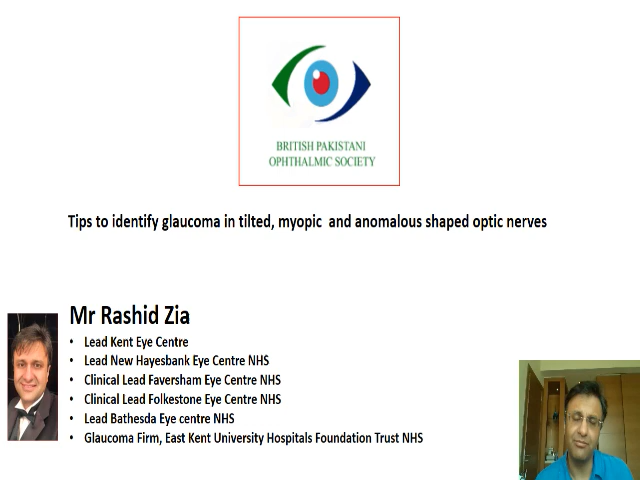 BRITISH PAKISTANI
OPHTHALMIC SOCIETY
Tips to identify glaucoma in tilted, myopic and anomalous shaped optic nerves
Mr Rashid Zia
• Lead Kent Eye Centre
• Lead New Hayesbank Eye Centre NHS
• Clinical Lead Faversham Eye Centre NHS
• Clinical Lead Folkestone Eye Centre NHS
• Lead Bathesda Eye centre NHS
• Glaucoma Firm, East Kent University Hospitals Foundation Trust NHS